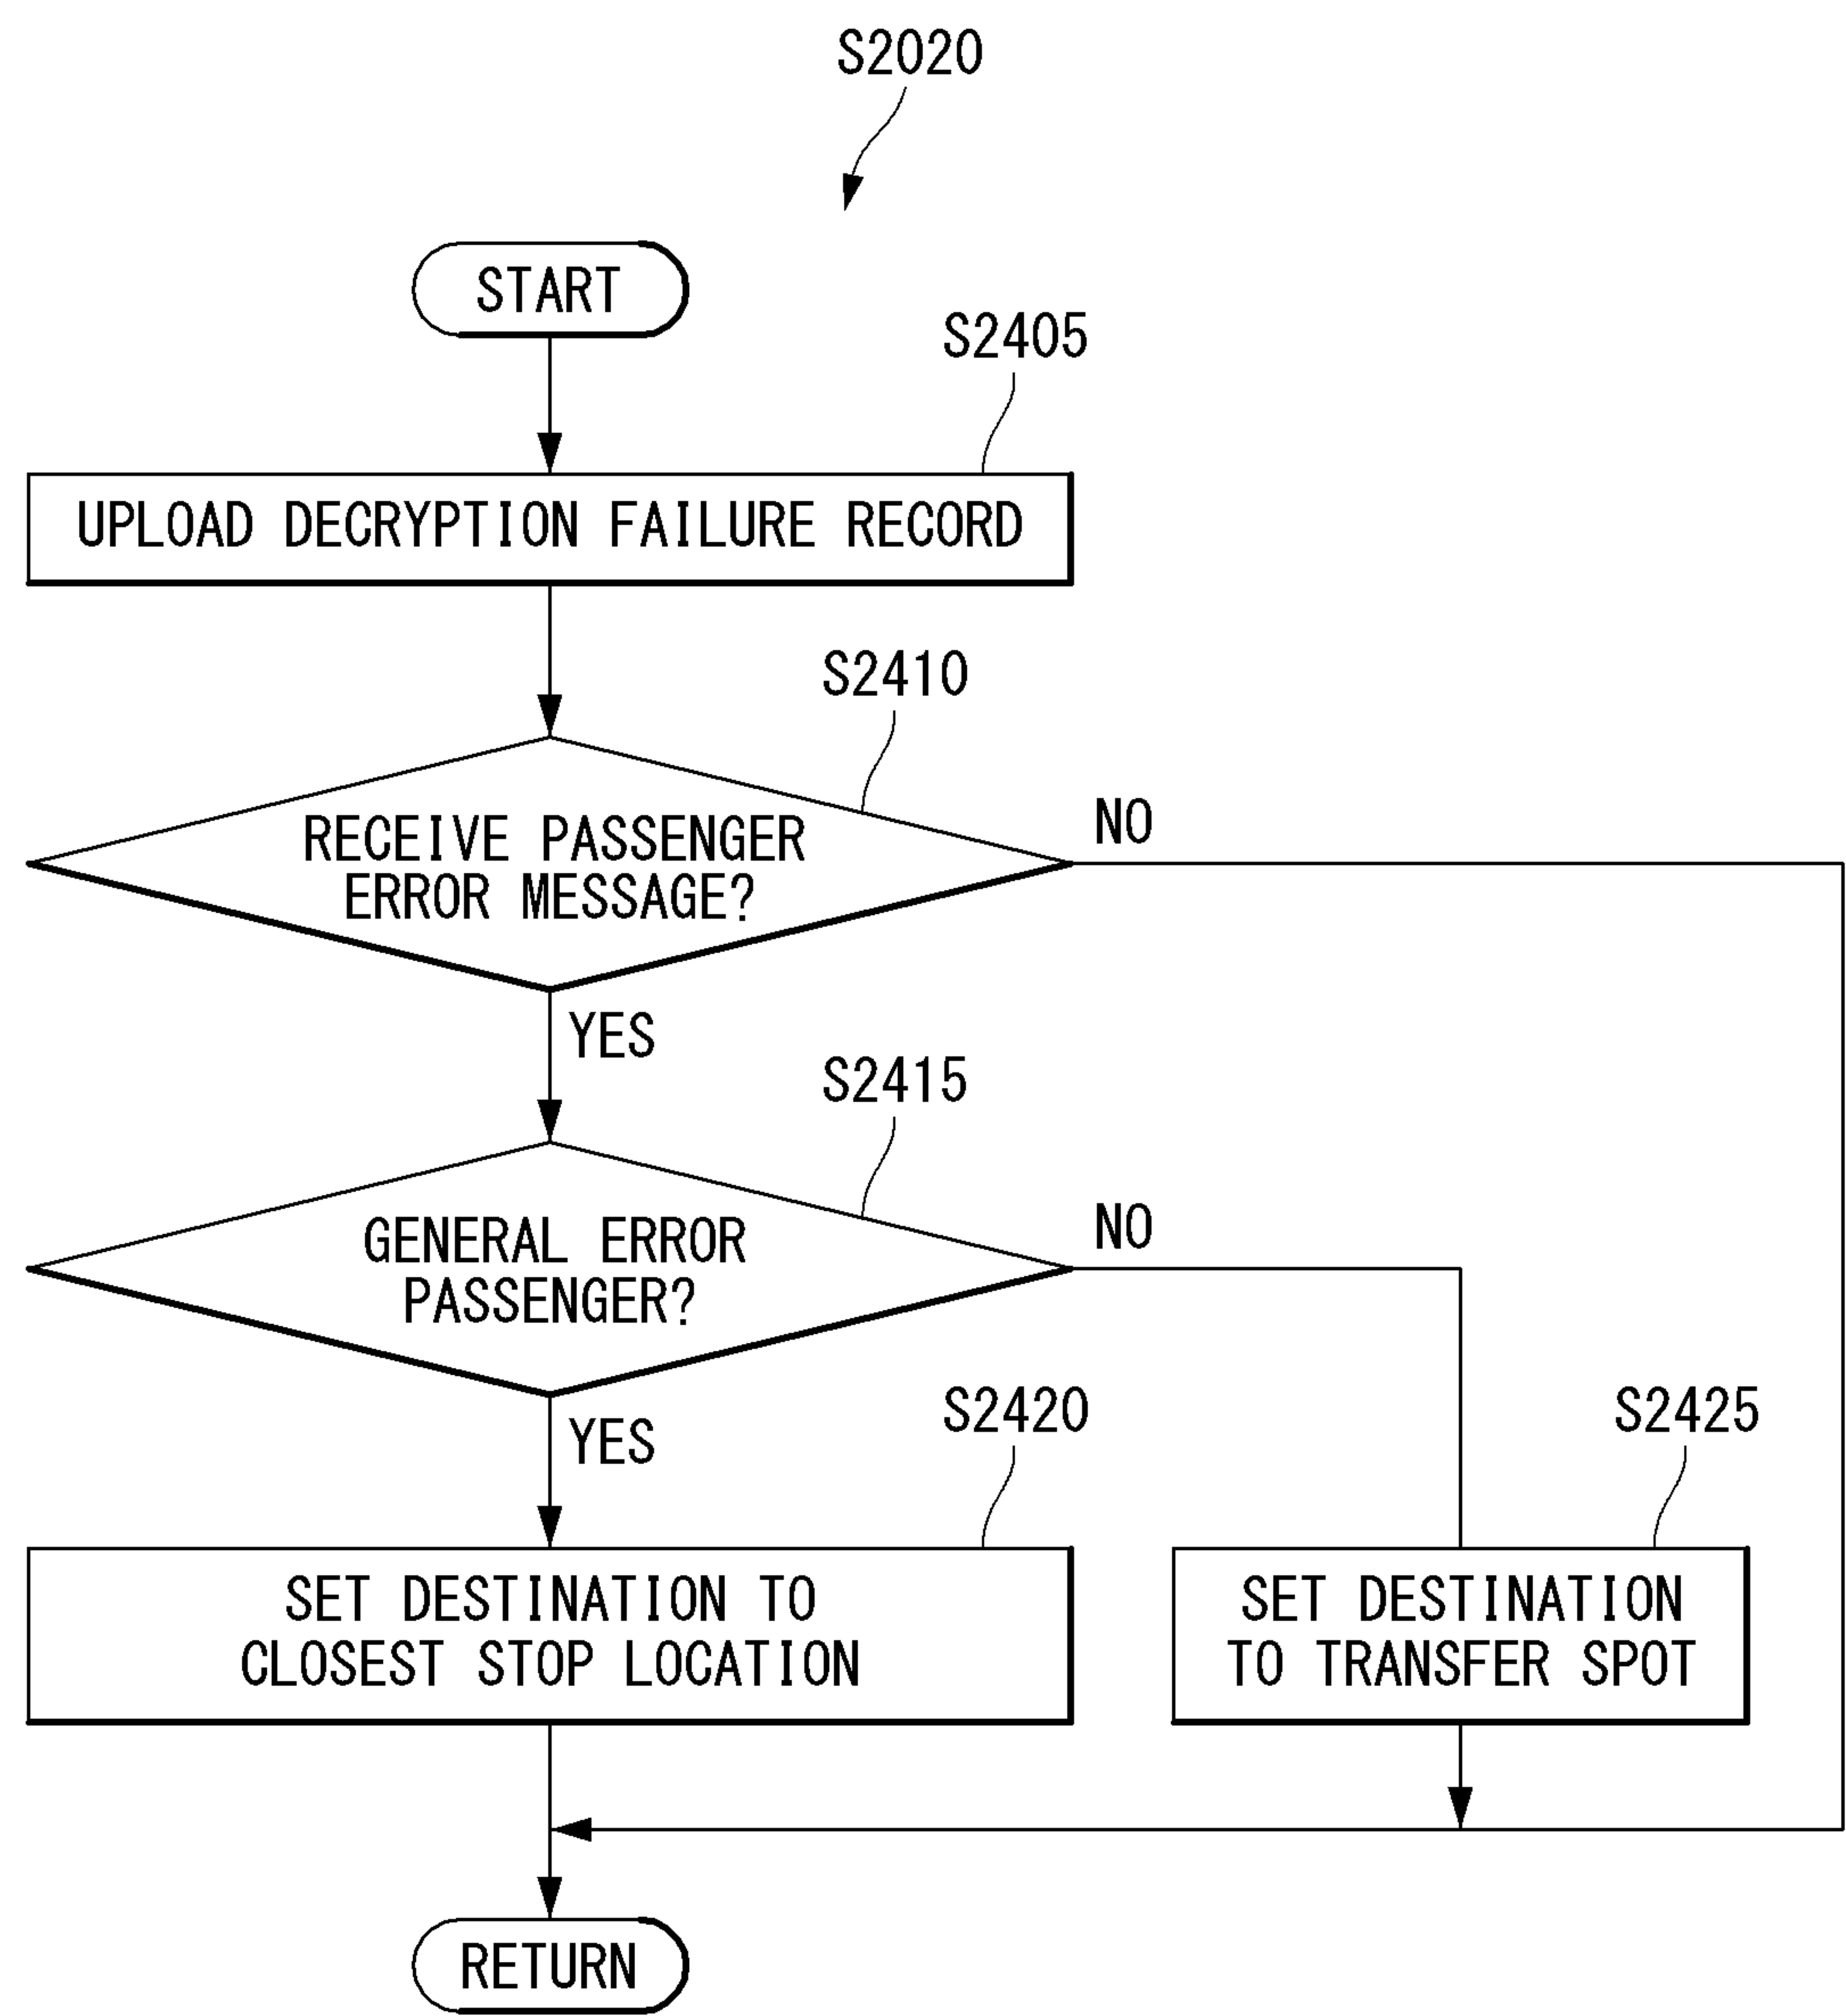 S2020
START
S2405
UPLOAD DECRYPTION FAILURE RECORD
S2410
RECEIVE PASSENGER
ERROR MESSAGE?
NO
YES
S2415
GENERAL ERROR
PASSENGER?
NO
YES
S2420
SET DESTINATION TO
CLOSEST STOP LOCATION
S2425
SET DESTINATION
TO TRANSFER SPOT
RETURN